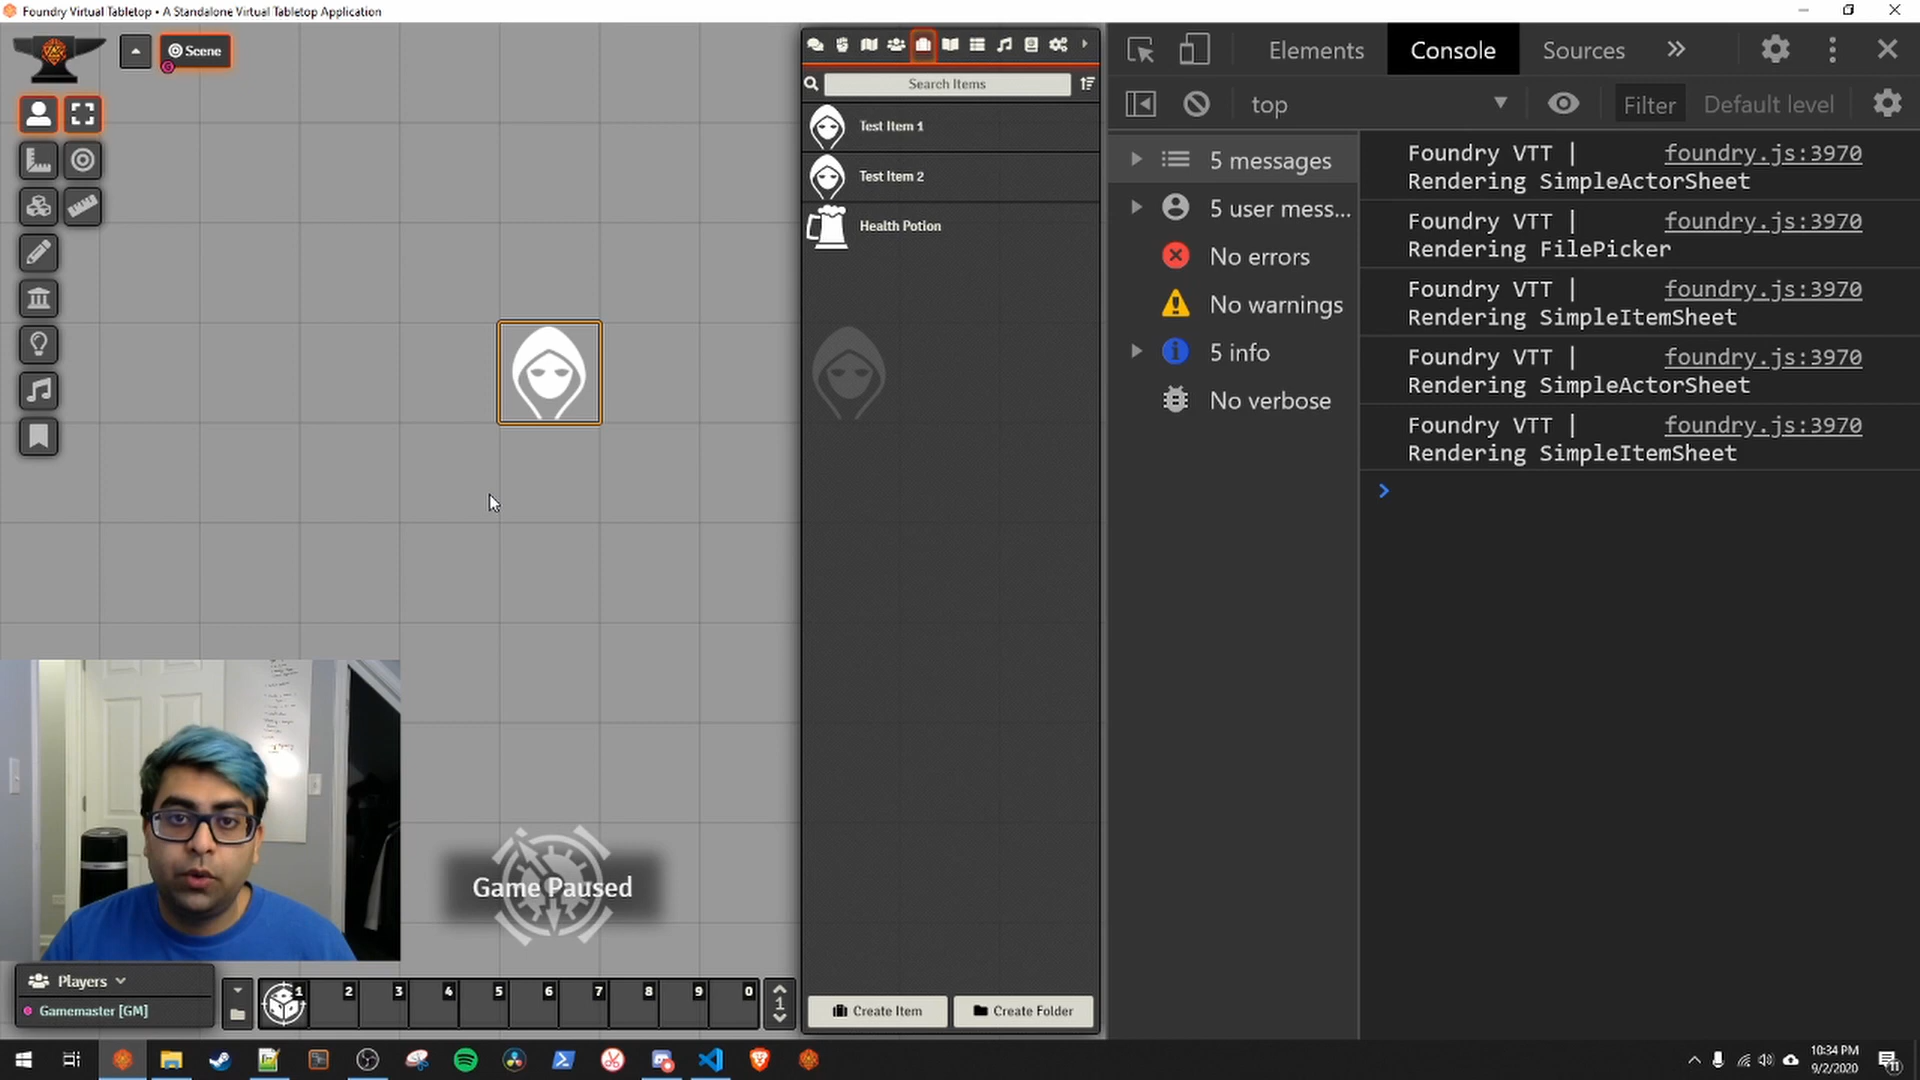 Foundry Virtual Tabletop • A Standalone Virtual Tabletop Application
Scene
Search Items
Test Item 1
Test Item 2
Health Potion
Game Paused
Players
Gamemaster [GM]
1 2 3 4 5 6 7 8 9 0
1
Create Item
Create Folder
Elements
Console
Sources
top
Filter
Default level
5 messages
5 user mess...
No errors
No warnings
5 info
No verbose
Foundry VTT | foundry.js:3970
Rendering SimpleActorSheet
Foundry VTT | foundry.js:3970
Rendering FilePicker
Foundry VTT | foundry.js:3970
Rendering SimpleItemSheet
Foundry VTT | foundry.js:3970
Rendering SimpleActorSheet
Foundry VTT | foundry.js:3970
Rendering SimpleItemSheet
10:34 PM
9/2/2020